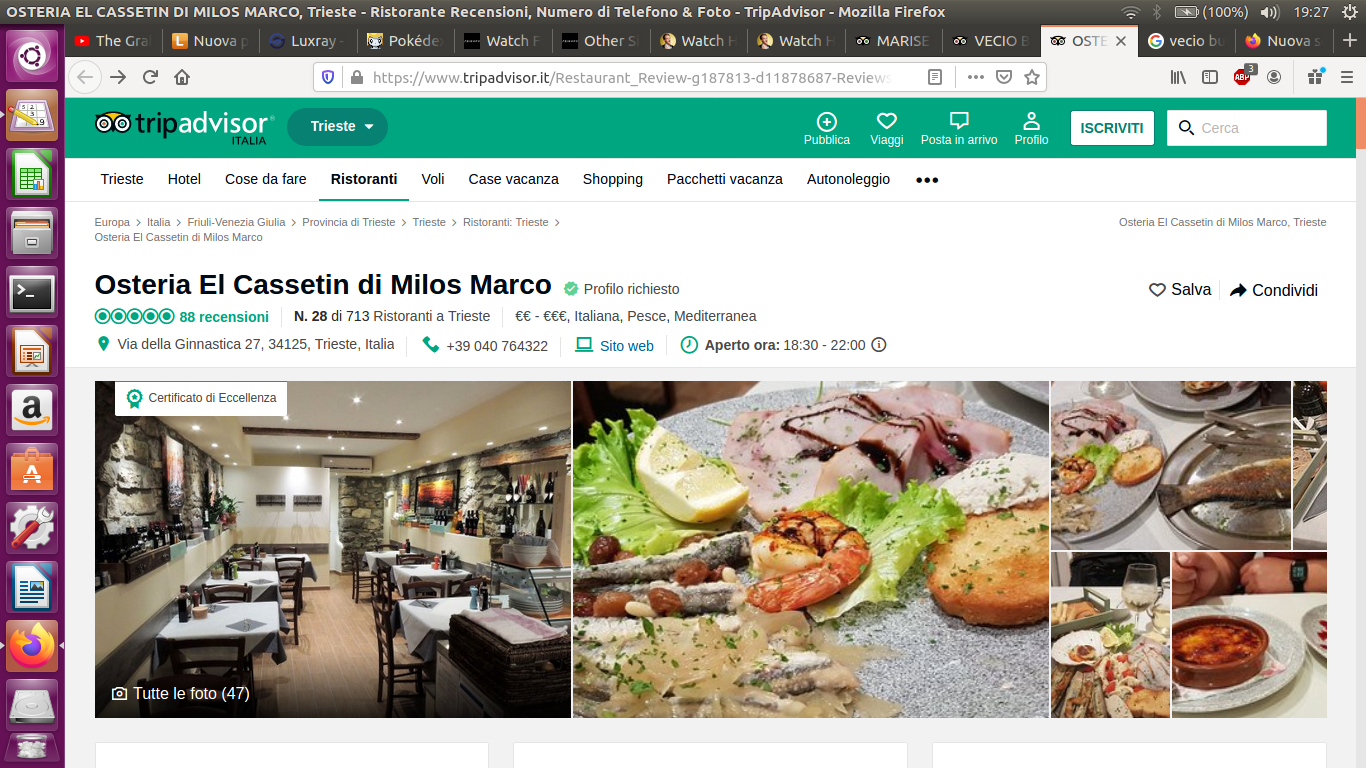 OSTERIA EL CASSETIN DI MILOS MARCO, Trieste - Ristorante Recensioni, Numero di Telefono & Foto - TripAdvisor - Mozilla Firefox
(100%)
19:27
The Gra
Nuova p
Luxray -
Pokéde
Watch F
Other S
Watch H
Watch H
MARISE
VECIO B
OSTE
vecio bu
Nuova s
https://www.tripadvisor.it/Restaurant_Review-g187813-d11878687-Reviews
ABP
3
tripadvisor®
ITALIA
Trieste
Pubblica
Viaggi
Posta in arrivo
Profilo
ISCRIVITI
Cerca
Trieste
Hotel
Cose da fare
Ristoranti
Voli
Case vacanza
Shopping
Pacchetti vacanza
Autonoleggio
Europa > Italia > Friuli-Venezia Giulia > Provincia di Trieste > Trieste > Ristoranti: Trieste >
Osteria El Cassetin di Milos Marco
Osteria El Cassetin di Milos Marco, Trieste
Osteria El Cassetin di Milos Marco
Profilo richiesto
Salva
Condividi
88 recensioni
N. 28 di 713 Ristoranti a Trieste
€€ - €€€, Italiana, Pesce, Mediterranea
Via della Ginnastica 27, 34125, Trieste, Italia
+39 040 764322
Sito web
Aperto ora: 18:30 - 22:00
Certificato di Eccellenza
Tutte le foto (47)